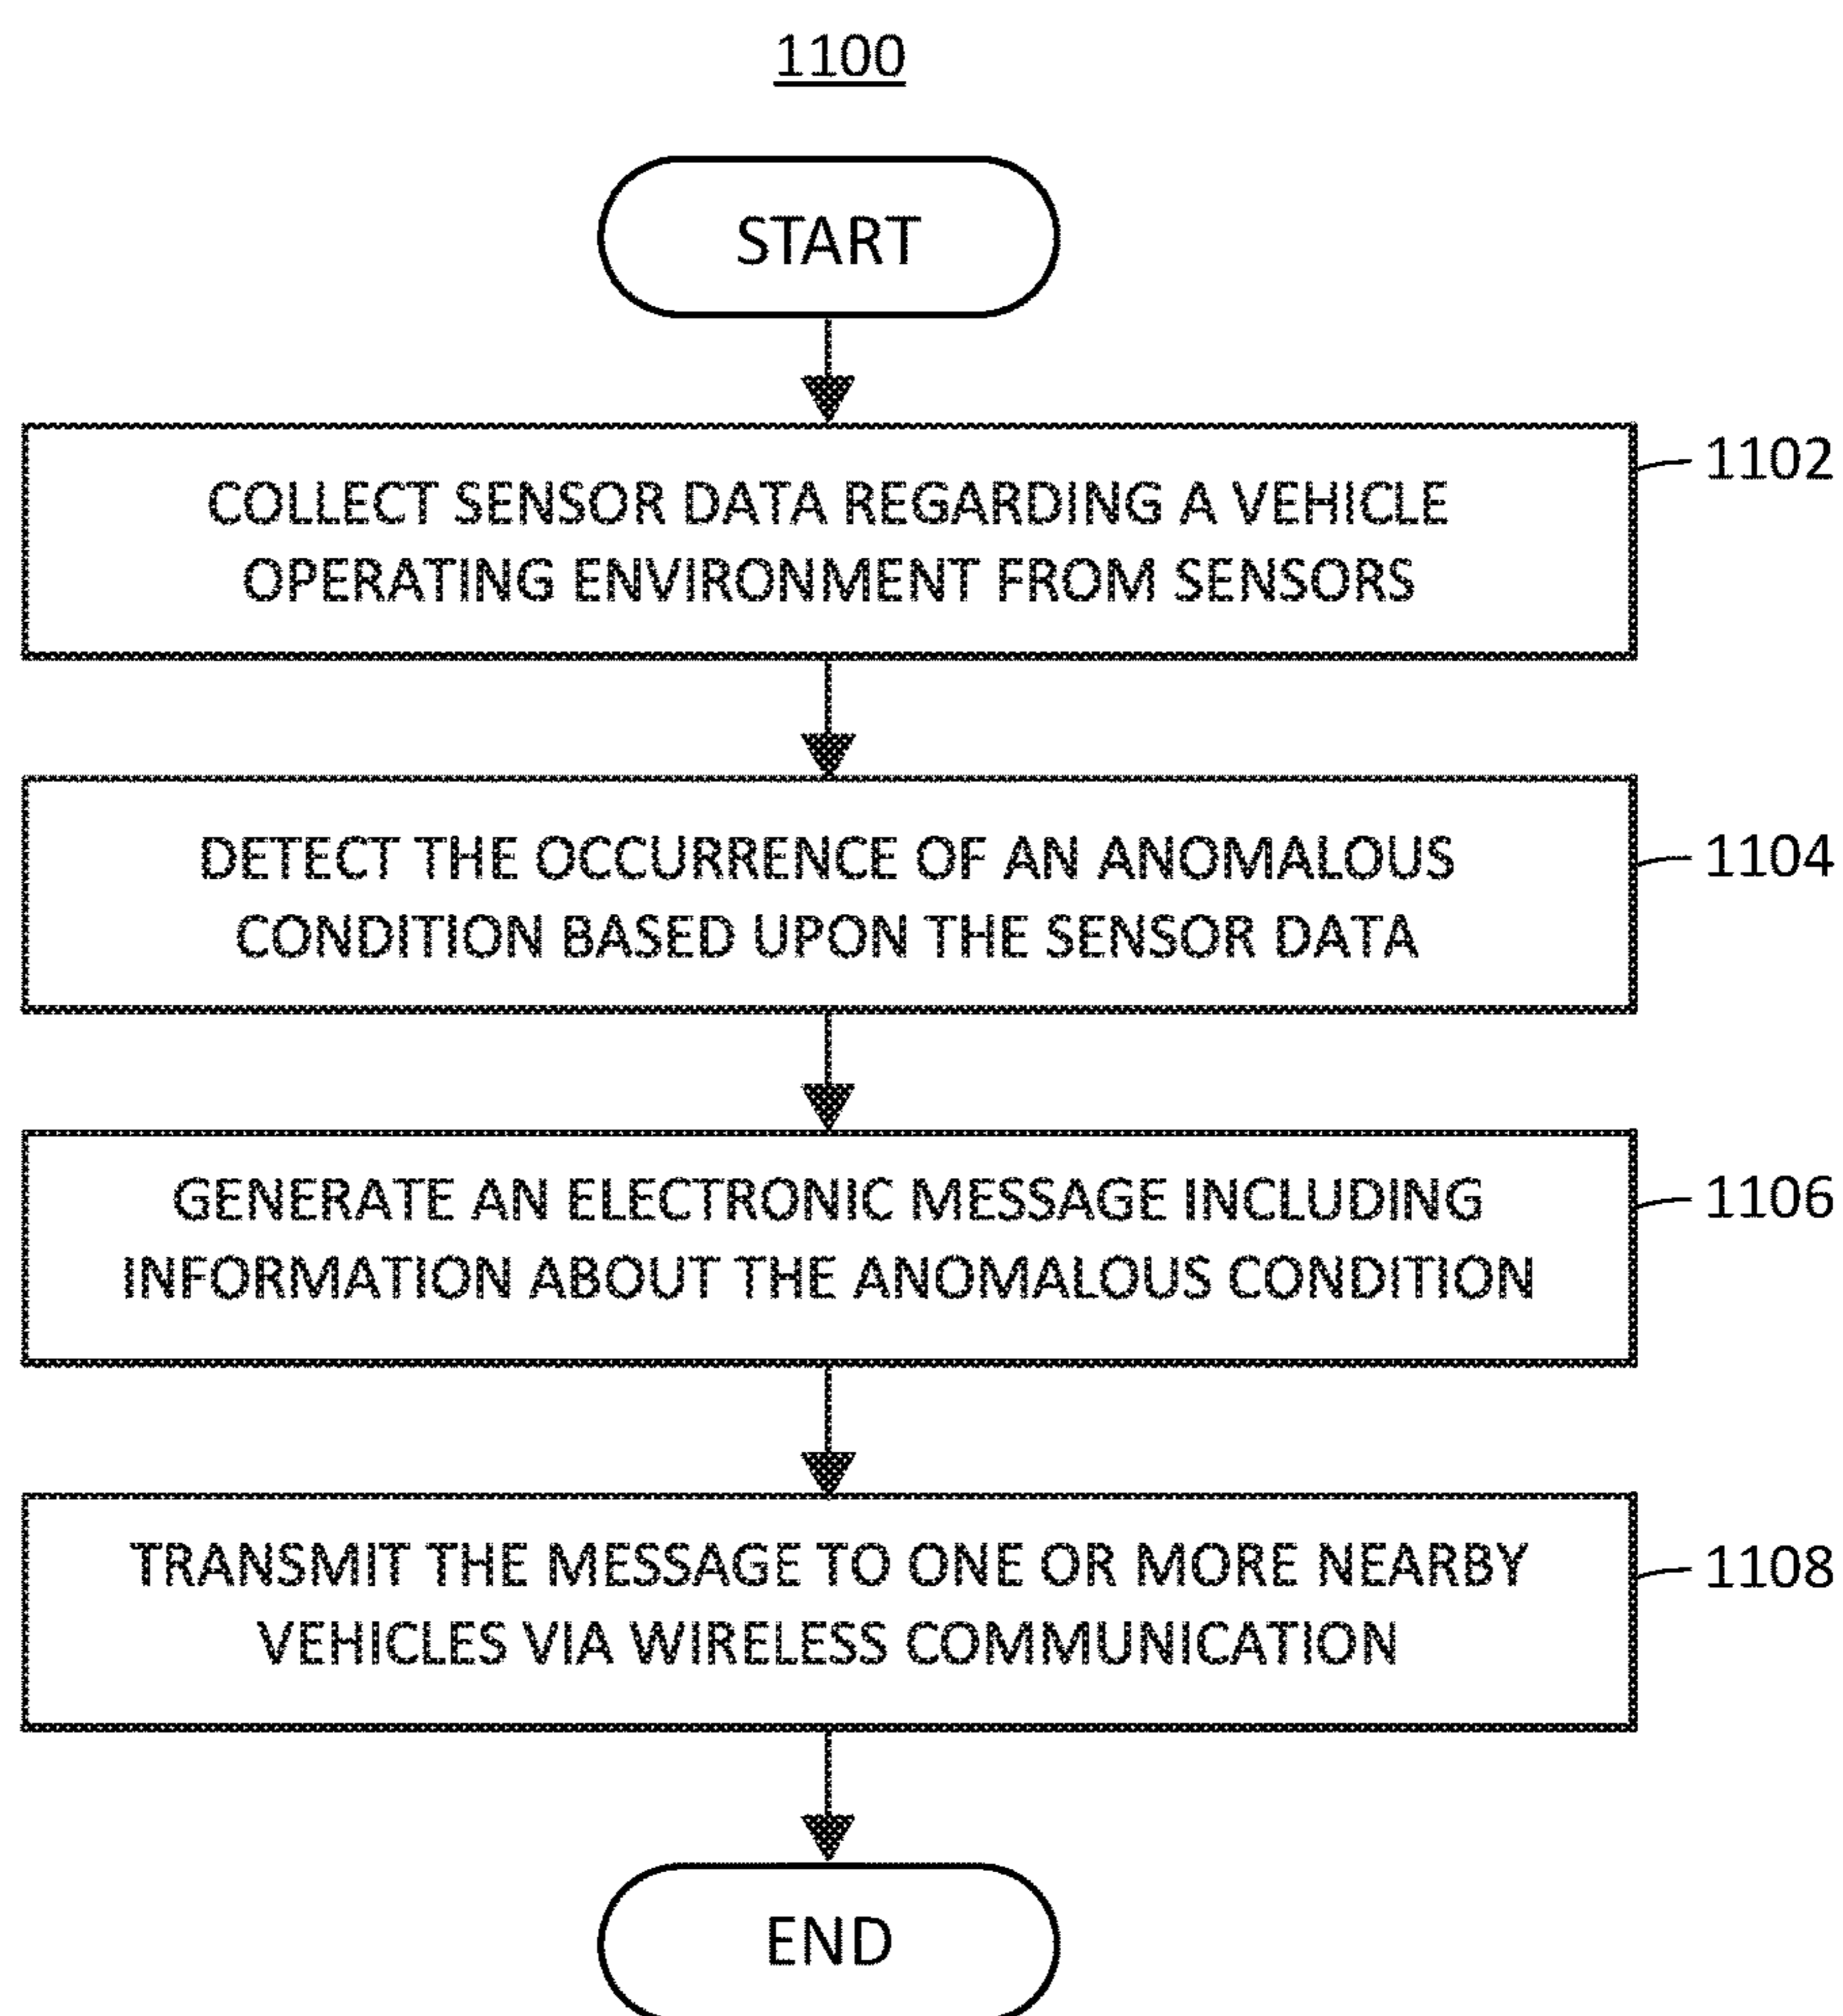 1100
START
COLLECT SENSOR DATA REGARDING A VEHICLE
OPERATING ENVIRONMENT FROM SENSORS
1102
DETECT THE OCCURRENCE OF AN ANOMALOUS
CONDITION BASED UPON THE SENSOR DATA
1104
GENERATE AN ELECTRONIC MESSAGE INCLUDING
INFORMATION ABOUT THE ANOMALOUS CONDITION
1106
TRANSMIT THE MESSAGE TO ONE OR MORE NEARBY
VEHICLES VIA WIRELESS COMMUNICATION
1108
END